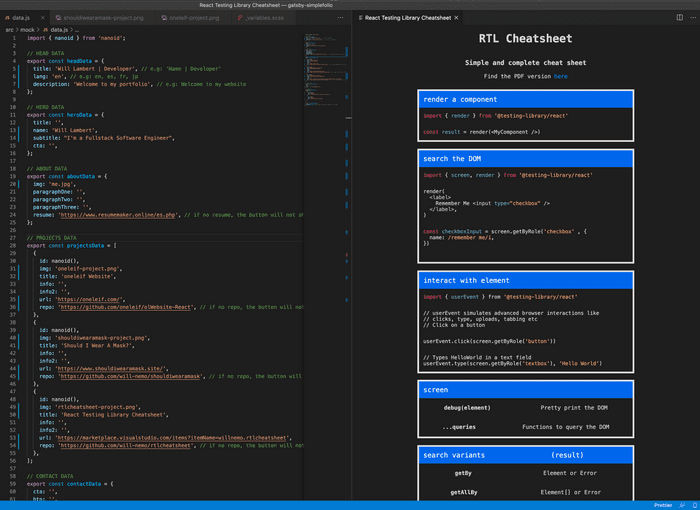 React Testing Library Cheatsheet — gatsby-simplefolio
data.js
shouldiwearamask-project.png
oneleif-project.png
_variables.scss
src > mock > data.js > ...
1 import { nanoid } from 'nanoid';
2
3 // HEAD DATA
4 export const headData = {
5 title: 'Will Lambert | Developer', // e.g: 'Name | Developer'
6 lang: 'en', // e.g: en, es, fr, jp
7 description: 'Welcome to my portfolio', // e.g: Welcome to my website
8 };
9
10 // HERO DATA
11 export const heroData = {
12 title: '',
13 name: 'Will Lambert',
14 subtitle: "I'm a Fullstack Software Engineer",
15 cta: '',
16 };
17
18 // ABOUT DATA
19 export const aboutData = {
20 img: 'me.jpg',
21 paragraphOne: '',
22 paragraphTwo: '',
23 paragraphThree: '',
24 resume: 'https://www.resumemaker.online/es.php', // if no resume, the button will not sh
25 };
26
27 // PROJECTS DATA
28 export const projectsData = [
29 {
30 id: nanoid(),
31 img: 'oneleif-project.png',
32 title: 'oneleif Website',
33 info: '',
34 info2: '',
35 url: 'https://oneleif.com/',
36 repo: 'https://github.com/oneleif/olWebsite-React', // if no repo, the button will not
37 },
38 {
39 id: nanoid(),
40 img: 'shouldiwearamask-project.png',
41 title: 'Should I Wear A Mask?',
42 info: '',
43 info2: '',
44 url: 'https://www.shouldiwearamask.site/',
45 repo: 'https://github.com/will-nemo/shouldiwearamask', // if no repo, the button will
46 },
47 {
48 id: nanoid(),
49 img: 'rtlcheatsheet-project.png',
50 title: 'React Testing Library Cheatsheet',
51 info: '',
52 info2: '',
53 url: 'https://marketplace.visualstudio.com/items?itemName=willnemo.rtlcheatsheet',
54 repo: 'https://github.com/will-nemo/rtlcheatsheet', // if no repo, the button will not
55 },
56 ];
57
58 // CONTACT DATA
59 export const contactData = {
60 cta: '',
61 btn: '',
React Testing Library Cheatsheet
RTL Cheatsheet
Simple and complete cheat sheet
Find the PDF version here
render a component
import { render } from '@testing-library/react'
const result = render(<MyComponent />)
search the DOM
import { screen, render } from '@testing-library/react'
render(
<label>
Remember Me <input type="checkbox" />
</label>,
)
const checkboxInput = screen.getByRole('checkbox' , {
name: /remember me/i,
})
interact with element
import { userEvent } from '@testing-library/react'
// userEvent simulates advanced browser interactions like
// clicks, type, uploads, tabbing etc
// Click on a button
userEvent.click(screen.getByRole('button'))
// Types HelloWorld in a text field
userEvent.type(screen.getByRole('textbox'), 'Hello World')
screen
debug(element) Pretty print the DOM
...queries Functions to query the DOM
search variants (result)
getBy Element or Error
getAllBy Element[] or Error
Prettier